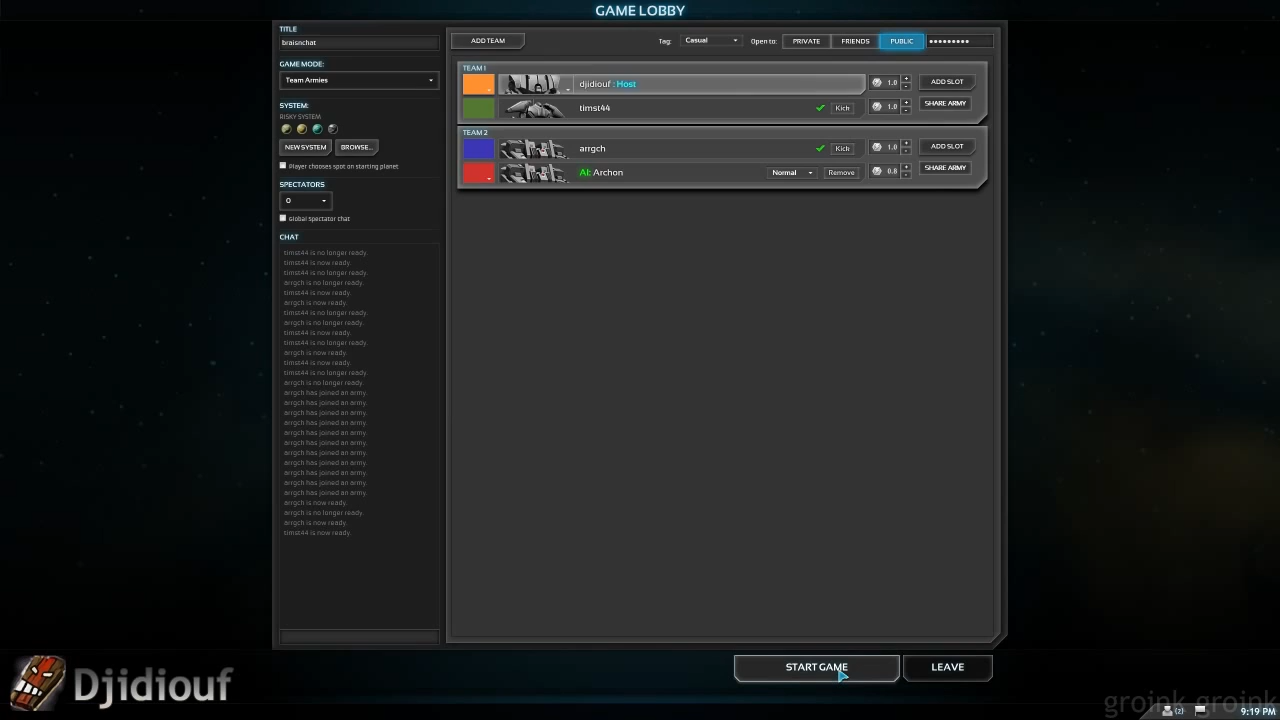 GAME LOBBY
TITLE
braisnchat
GAME MODE:
Team Armies
SYSTEM:
RISKY SYSTEM
NEW SYSTEM BROWSE...
Player chooses spot on starting planet
SPECTATORS
0
Global Spectator chat
CHAT
timst44 is no longer ready.
timst44 is now ready.
timst44 is no longer ready.
arrgch is no longer ready.
timst44 is now ready.
arrgch is now ready.
timst44 is no longer ready.
arrgch is no longer ready.
timst44 is now ready.
timst44 is no longer ready.
arrgch is now ready.
timst44 is now ready.
timst44 is no longer ready.
arrgch is no longer ready.
arrgch has joined an army.
arrgch has joined an army.
arrgch has joined an army.
arrgch has joined an army.
arrgch has joined an army.
arrgch has joined an army.
arrgch has joined an army.
arrgch has joined an army.
arrgch has joined an army.
arrgch has joined an army.
arrgch has joined an army.
arrgch is now ready.
arrgch is no longer ready.
arrgch is now ready.
timst44 is now ready.
ADD TEAM Tag: Casual Open to: PRIVATE FRIENDS PUBLIC •••••••••
TEAM 1
djidiouf : Host 1.0 ADD SLOT
timst44 Kick 1.0 SHARE ARMY
TEAM 2
arrgch Kick 1.0 ADD SLOT
AI: Archon Normal Remove 0.8 SHARE ARMY
START GAME LEAVE
Djidiouf
groink groink
(2) 9:19 PM